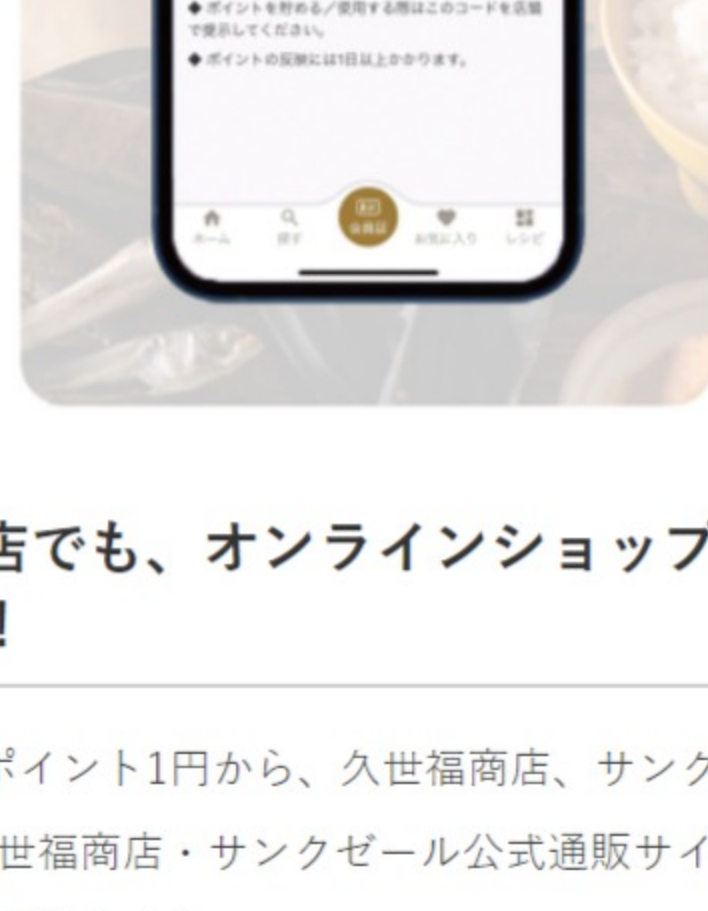 ◆ ポイントを貯める／使用する際はこのコードを店舗
で提示してください。
◆ ポイントの反映には1日以上かかります。
会員証
ホーム 探す お気に入り レシピ
店でも、オンラインショップ
!
ポイント1円から、久世福商店、サンク
世福商店・サンクゼール公式通販サイ